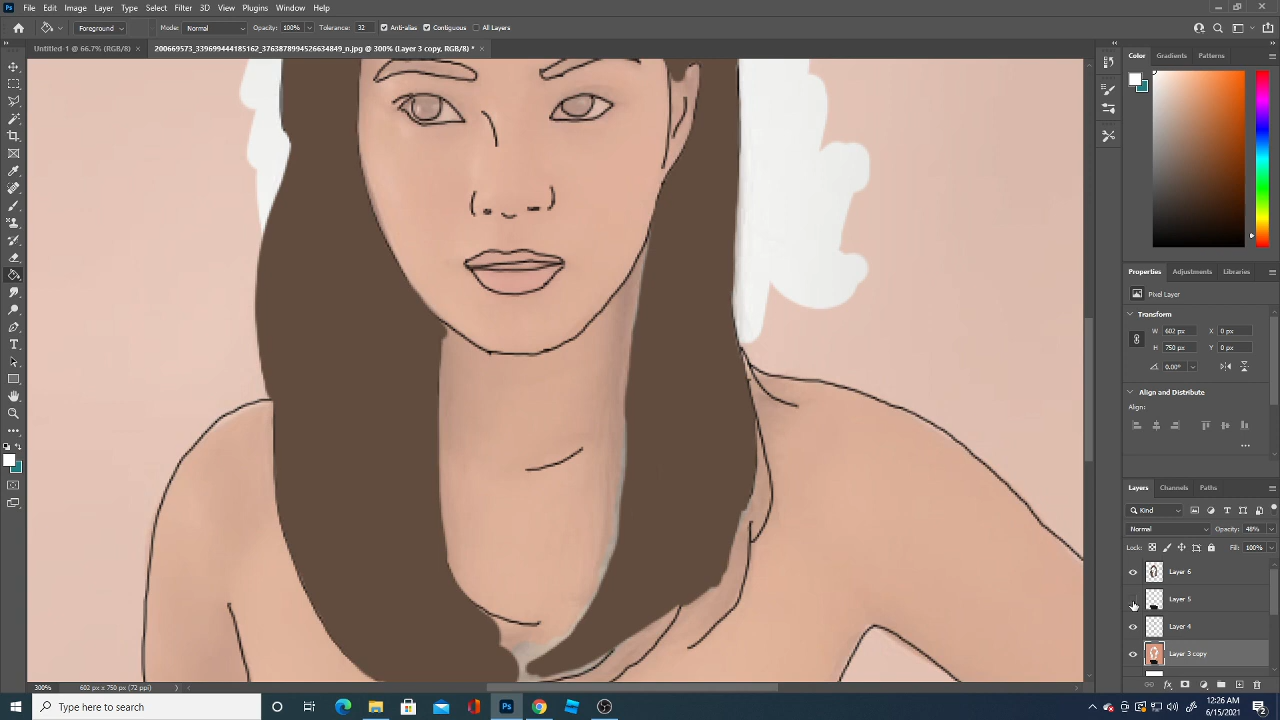 Ps File Edit Image Layer Type Select Filter 3D View Plugins Window Help
Foreground Mode: Normal Opacity: 100% Tolerance: 32 Anti-alias Contiguous All Layers
Untitled-1 @ 66.7% (RGB/8) × 200669573_339699444185162_3763878994526634849_n.jpg @ 300% (Layer 3 copy, RGB/8) * ×
Color Gradients Patterns
Properties Adjustments Libraries
Pixel Layer
Transform
W 602 px X 0 px
H 750 px Y 0 px
0.00°
Align and Distribute
Align:
Layers Channels Paths
Kind
Normal Opacity: 48%
Lock: Fill: 100%
Layer 6
Layer 5
Layer 4
Layer 3 copy
300% 602 px x 750 px (72 ppi)
Type here to search
Ps
12:26 AM
6/15/2021
2